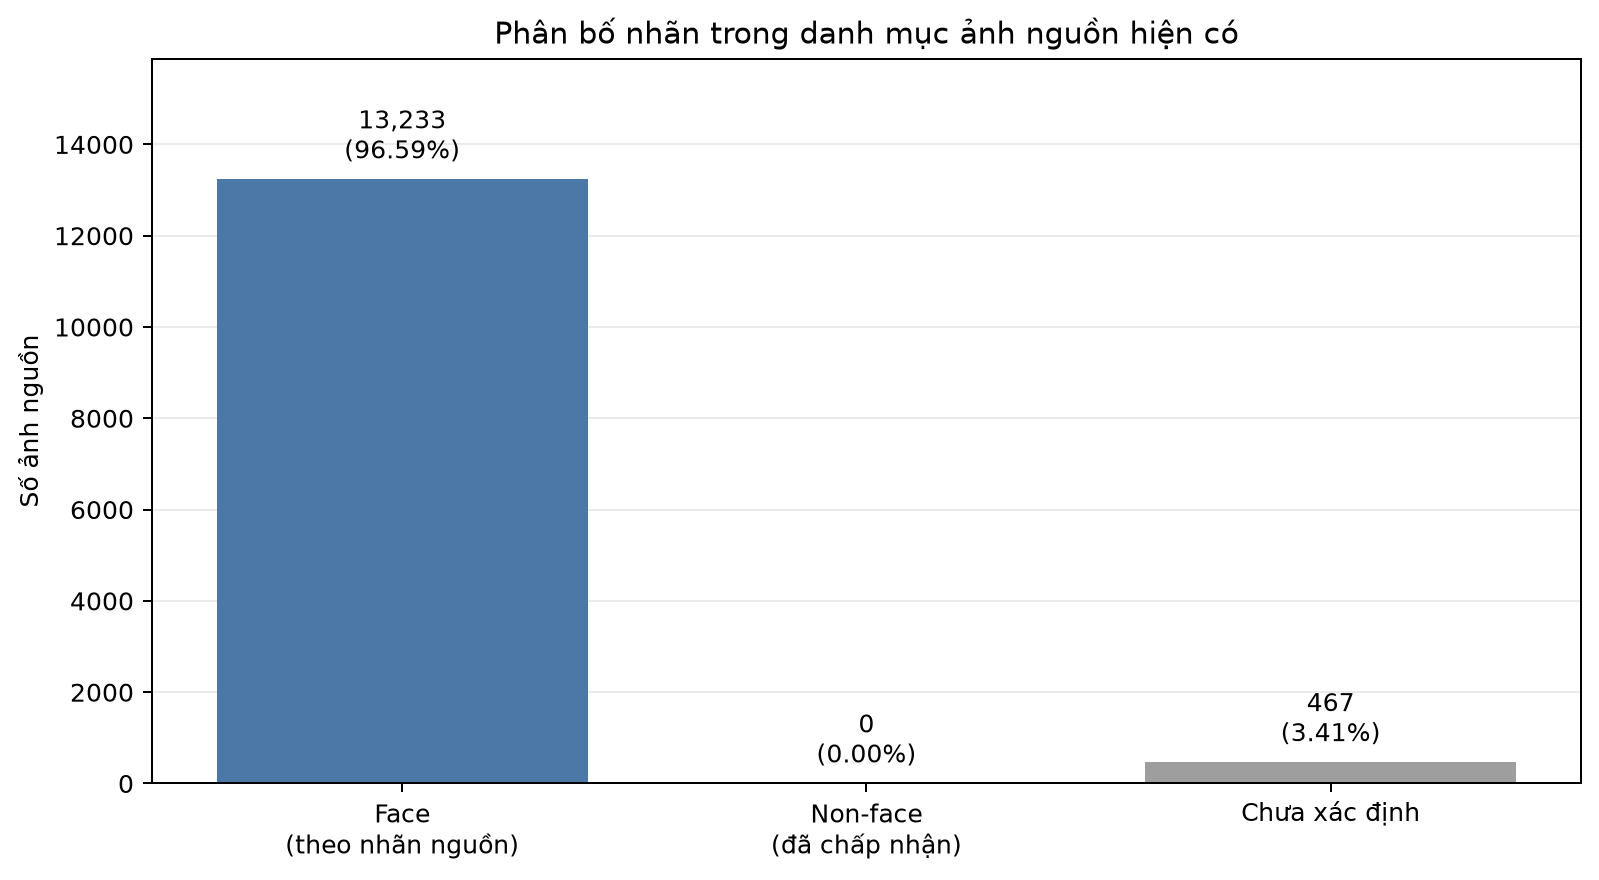 Phân bố nhãn trong danh mục ảnh nguồn hiện có
Số ảnh nguồn
14000
12000
10000
8000
6000
4000
2000
0
13,233
(96.59%)
0
(0.00%)
467
(3.41%)
Face
(theo nhãn nguồn)
Non-face
(đã chấp nhận)
Chưa xác định